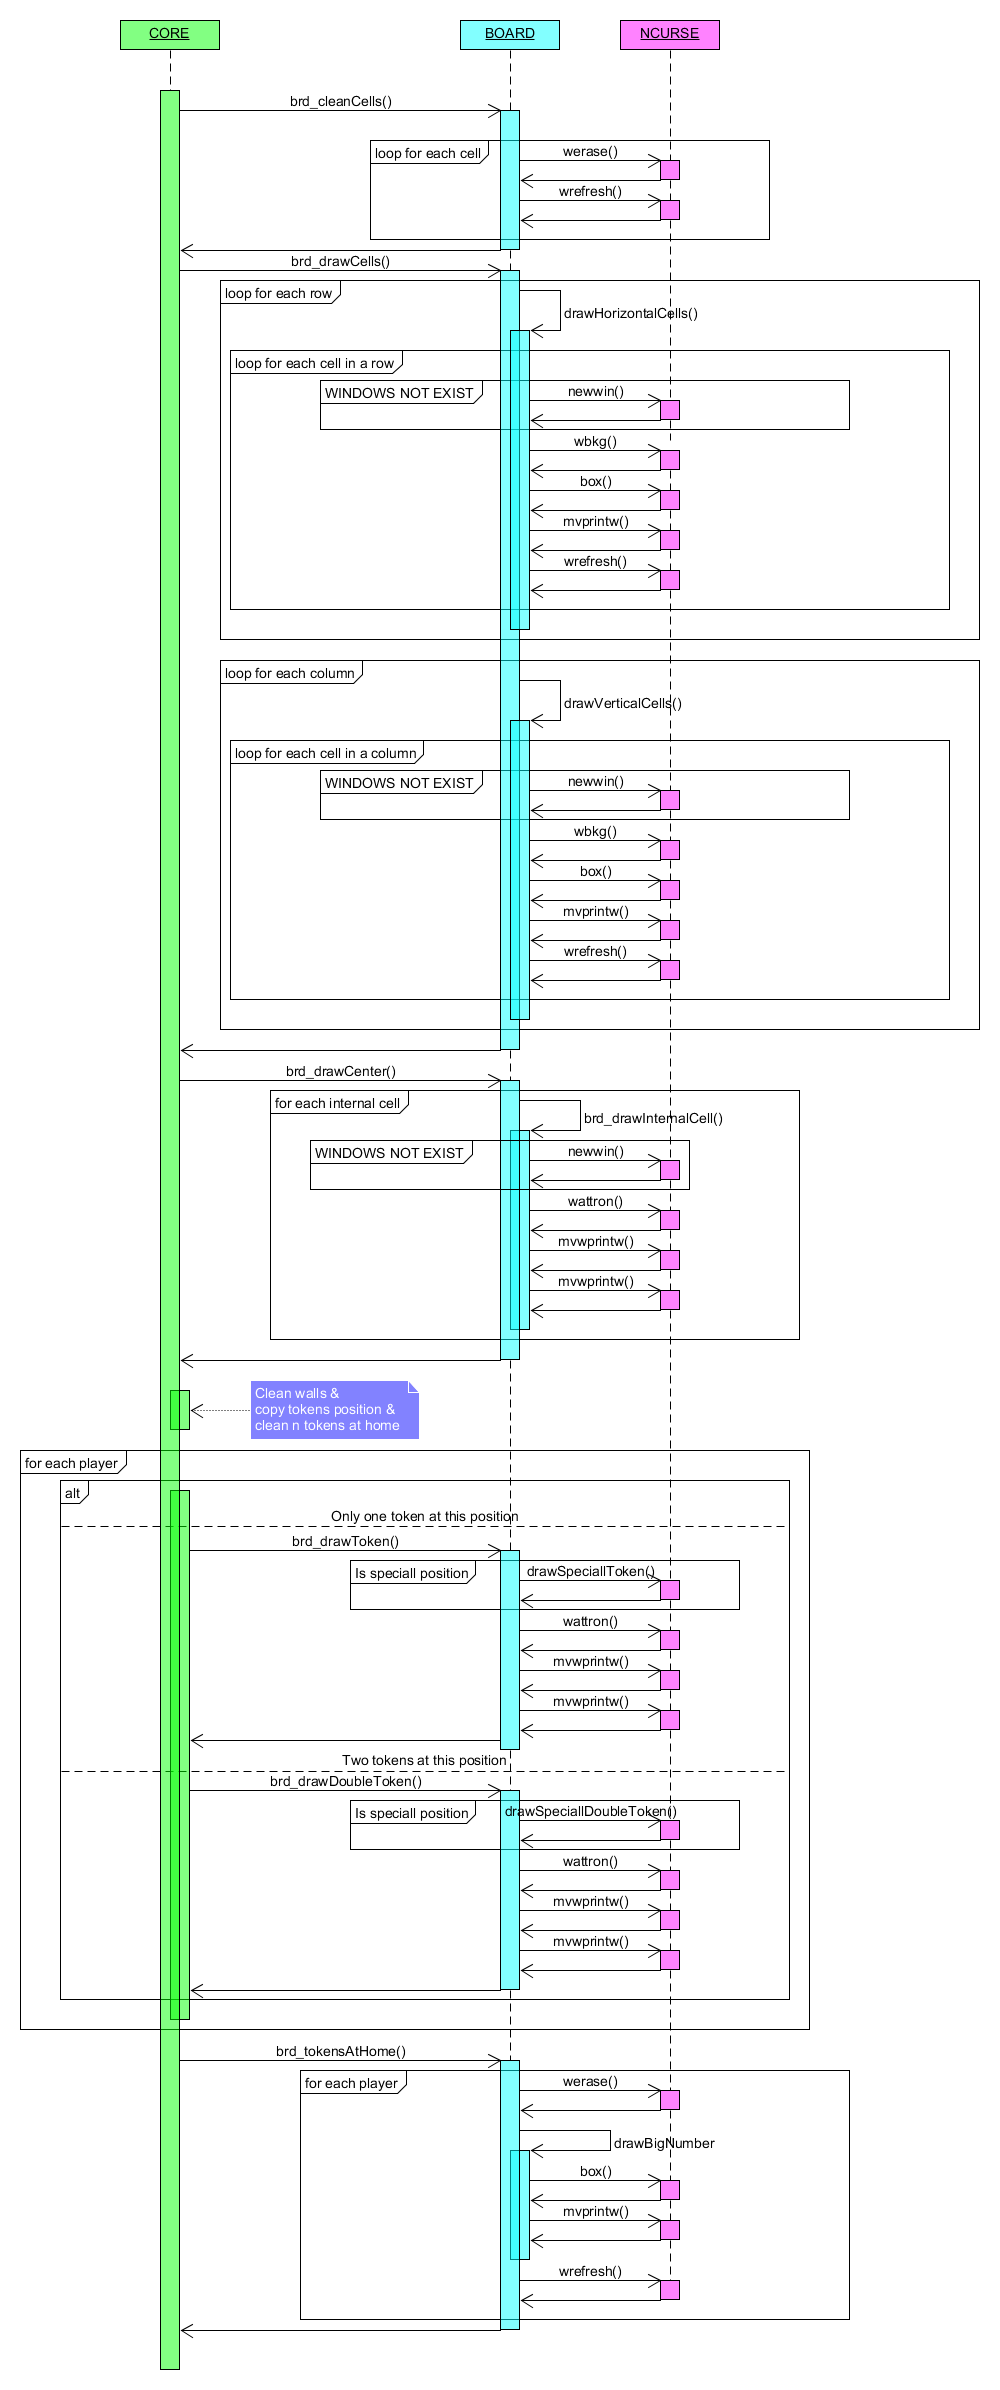 CORE
BOARD
NCURSE
brd_cleanCells()
loop for each cell
werase()
wrefresh()
brd_drawCells()
loop for each row
drawHorizontalCells()
loop for each cell in a row
WINDOWS NOT EXIST
newwin()
wbkg()
box()
mvprintw()
wrefresh()
loop for each column
drawVerticalCells()
loop for each cell in a column
WINDOWS NOT EXIST
newwin()
wbkg()
box()
mvprintw()
wrefresh()
brd_drawCenter()
for each internal cell
brd_drawInternalCell()
WINDOWS NOT EXIST
newwin()
wattron()
mvwprintw()
mvwprintw()
Clean walls &
copy tokens position &
clean n tokens at home
for each player
alt
Only one token at this position
brd_drawToken()
Is speciall position
drawSpeciallToken()
wattron()
mvwprintw()
mvwprintw()
Two tokens at this position
brd_drawDoubleToken()
Is speciall position
drawSpeciallDoubleToken()
wattron()
mvwprintw()
mvwprintw()
brd_tokensAtHome()
for each player
werase()
drawBigNumber
box()
mvprintw()
wrefresh()